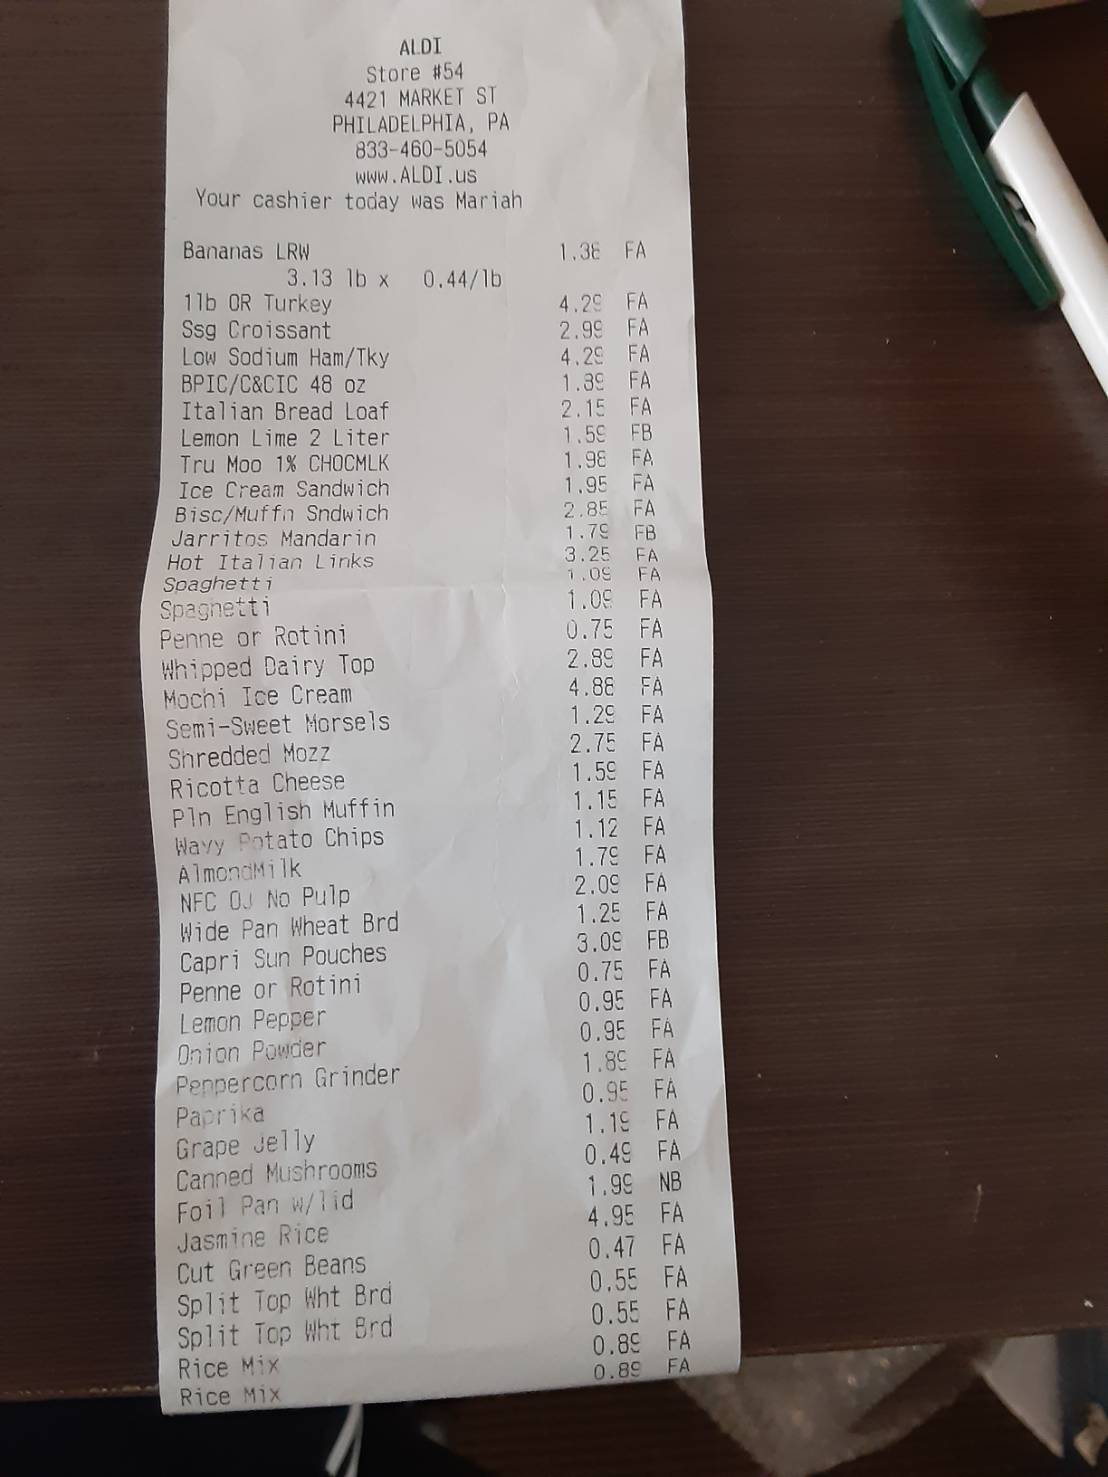 ALDI
Store #54
4421 MARKET ST
PHILADELPHIA, PA
833-460-5054
www.ALDI.us
Your cashier today was Mariah
Bananas LRW 1.38 FA
3.13 lb x 0.44/lb
1lb OR Turkey 4.29 FA
Ssg Croissant 2.99 FA
Low Sodium Ham/Tky 4.29 FA
BPIC/C&CIC 48 oz 1.89 FA
Italian Bread Loaf 2.15 FA
Lemon Lime 2 Liter 1.59 FB
Tru Moo 1% CHOCMLK 1.98 FA
Ice Cream Sandwich 1.95 FA
Bisc/Muffn Sndwich 2.85 FA
Jarritos Mandarin 1.79 FB
Hot Italian Links 3.25 FA
Spaghetti 1.09 FA
Spaghetti 1.09 FA
Penne or Rotini 0.75 FA
Whipped Dairy Top 2.89 FA
Mochi Ice Cream 4.88 FA
Semi-Sweet Morsels 1.29 FA
Shredded Mozz 2.75 FA
Ricotta Cheese 1.59 FA
Pln English Muffin 1.15 FA
Wavy Potato Chips 1.12 FA
AlmondMilk 1.79 FA
NFC OJ No Pulp 2.09 FA
Wide Pan Wheat Brd 1.25 FA
Capri Sun Pouches 3.09 FB
Penne or Rotini 0.75 FA
Lemon Pepper 0.95 FA
Onion Powder 0.95 FA
Peppercorn Grinder 1.89 FA
Paprika 0.95 FA
Grape Jelly 1.19 FA
Canned Mushrooms 0.49 FA
Foil Pan w/lid 1.99 NB
Jasmine Rice 4.95 FA
Cut Green Beans 0.47 FA
Split Top Wht Brd 0.55 FA
Split Top Wht Brd 0.55 FA
Rice Mix 0.89 FA
Rice Mix 0.89 FA